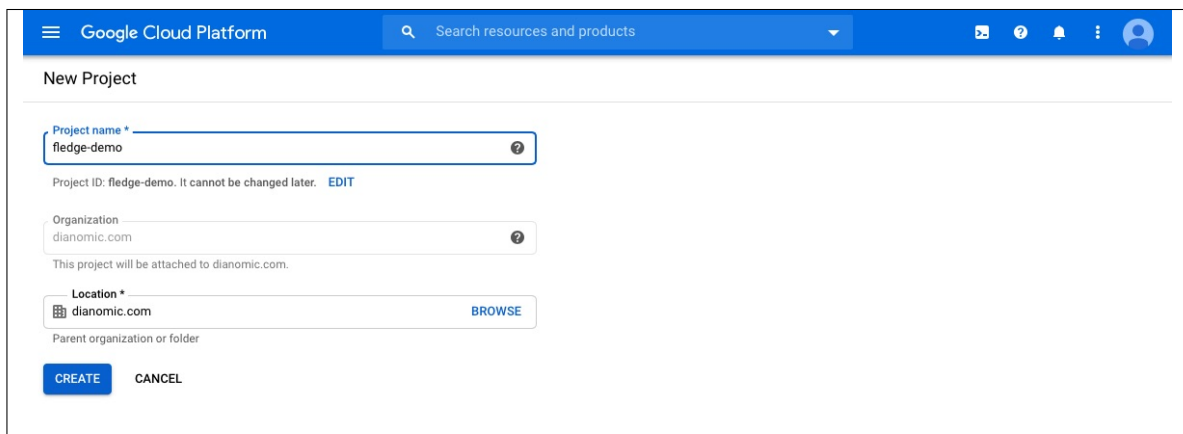 Google Cloud Platform
Search resources and products
New Project
Project name *
fledge-demo
Project ID: fledge-demo. It cannot be changed later. EDIT
Organization
dianomic.com
This project will be attached to dianomic.com.
Location *
dianomic.com BROWSE
Parent organization or folder
CREATE CANCEL